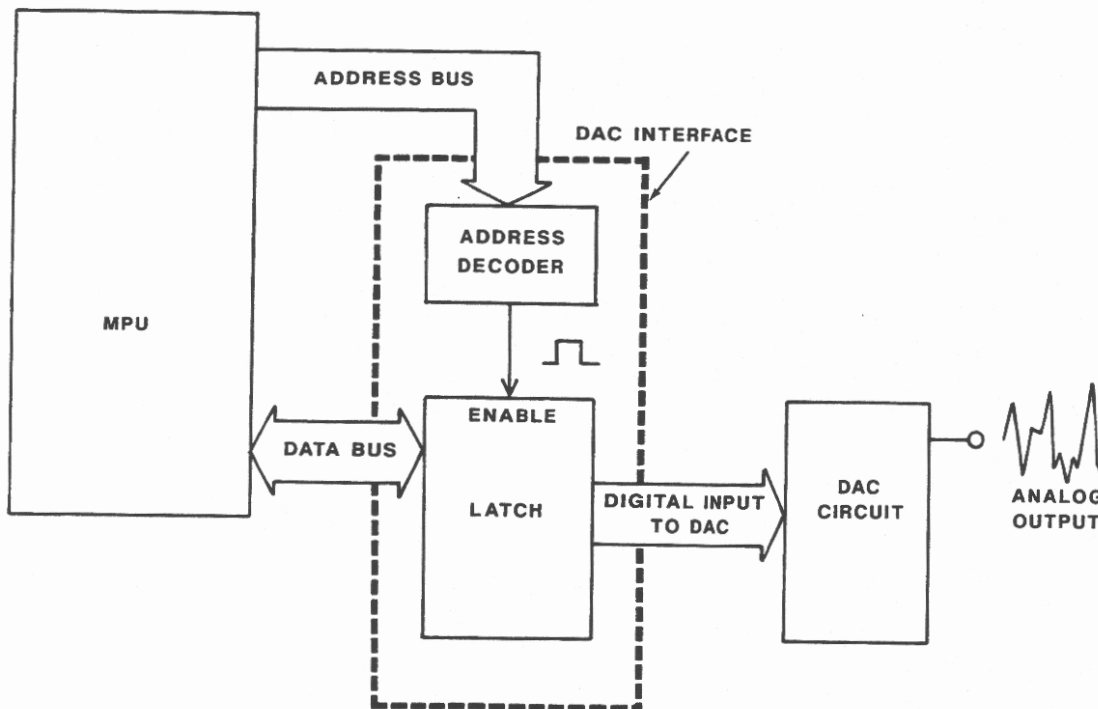 ADDRESS BUS
DAC INTERFACE
ADDRESS
DECODER
MPU
ENABLE
DATA BUS
LATCH
DIGITAL INPUT
TO DAC
DAC
CIRCUIT
ANALOG
OUTPUT